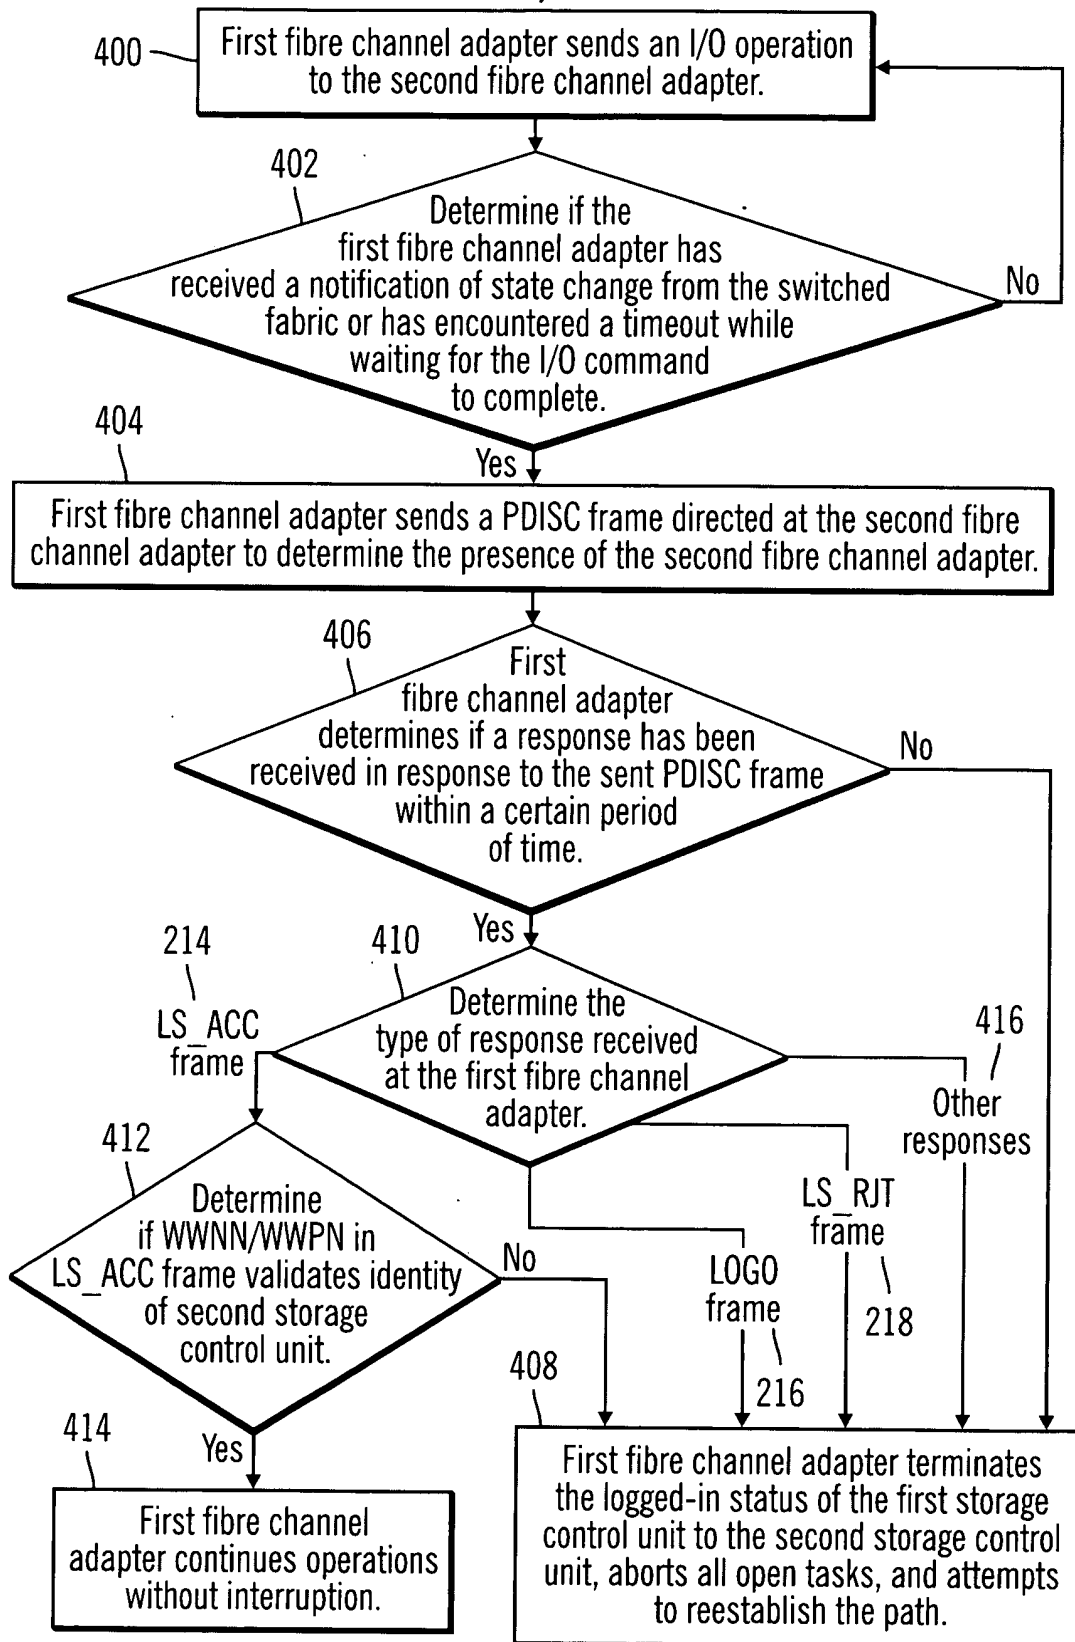 400
First fibre channel adapter sends an I/O operation
to the second fibre channel adapter.
402
Determine if the
first fibre channel adapter has
received a notification of state change from the switched
fabric or has encountered a timeout while
waiting for the I/O command
to complete.
No
404
Yes
First fibre channel adapter sends a PDISC frame directed at the second fibre
channel adapter to determine the presence of the second fibre channel adapter.
406
First
fibre channel adapter
determines if a response has been
received in response to the sent PDISC frame
within a certain period
of time.
No
Yes
214
LS_ACC
frame
410
Determine the
type of response received
at the first fibre channel
adapter.
416
Other
responses
LS_RJT
frame
218
LOGO
frame
216
412
Determine
if WWNN/WWPN in
LS_ACC frame validates identity
of second storage
control unit.
No
Yes
414
First fibre channel
adapter continues operations
without interruption.
408
First fibre channel adapter terminates
the logged-in status of the first storage
control unit to the second storage control
unit, aborts all open tasks, and attempts
to reestablish the path.